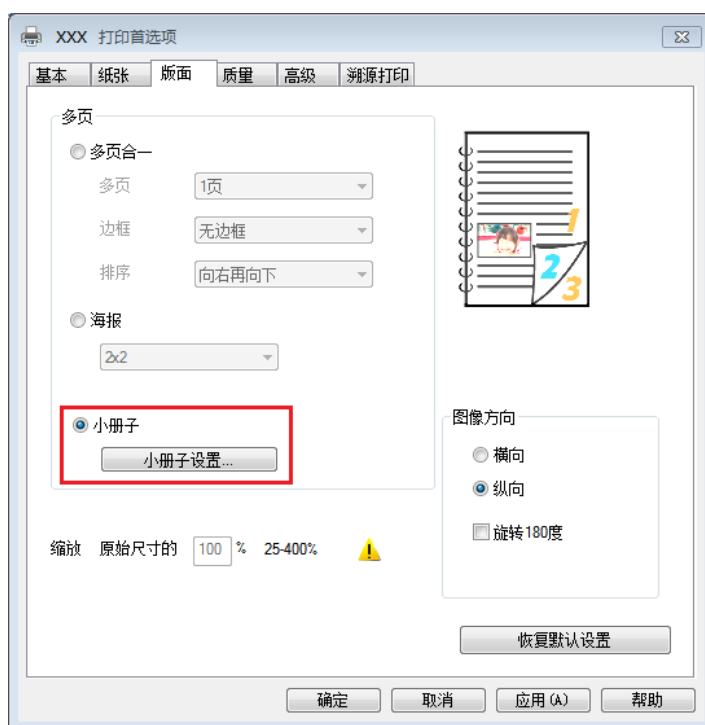 XXX 打印首选项
基本 纸张 版面 质量 高级 溯源打印
多页
多页合一
多页 1页
边框 无边框
排序 向右再向下
海报
2x2
小册子
小册子设置...
1
2
3
图像方向
横向
纵向
旋转180度
缩放 原始尺寸的 100 % 25-400%
恢复默认设置
确定 取消 应用(A) 帮助